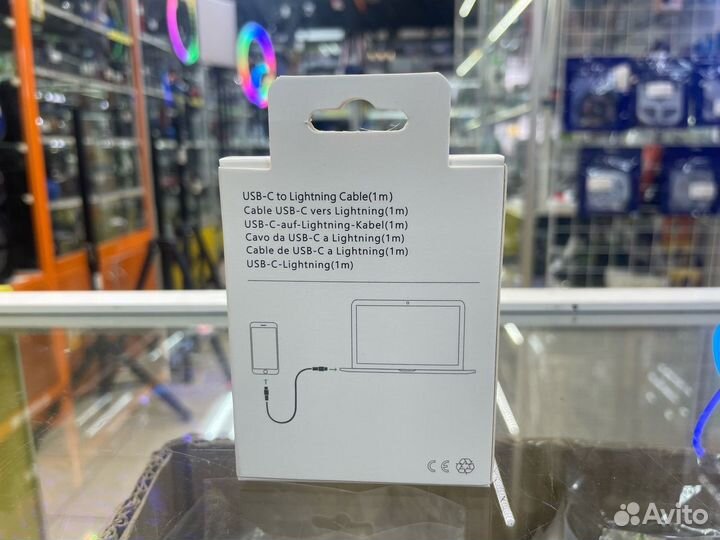 USB-C to Lightning Cable(1m)
Cable USB-C vers Lightning(1m)
USB-C-auf-Lightning-Kabel(1m)
Cavo da USB-C a Lightning(1m)
Cable de USB-C a Lightning(1m)
USB-C-Lightning(1m)
CE
Avito